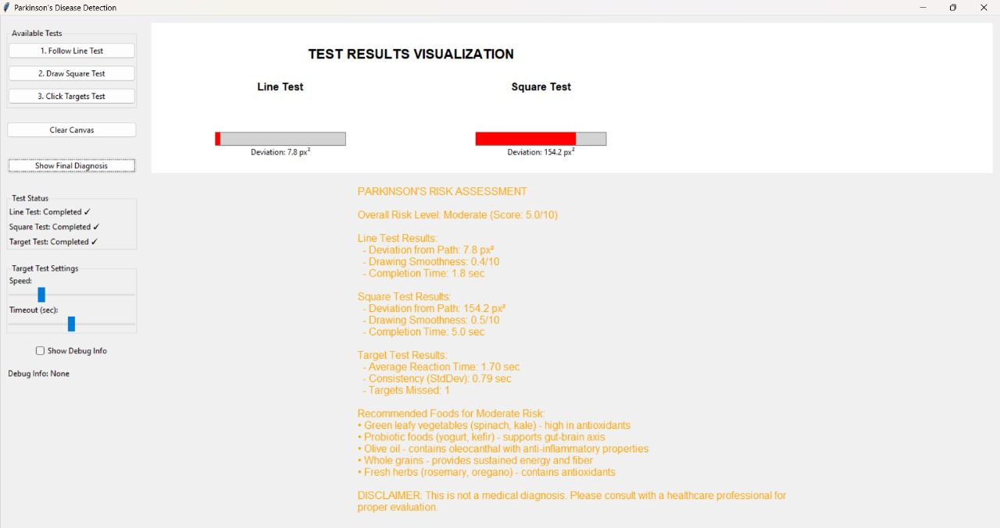 Parkinson's Disease Detection
Available Tests
1. Follow Line Test
2. Draw Square Test
3. Click Targets Test
Clear Canvas
Show Final Diagnosis
Test Status
Line Test: Completed ✓
Square Test: Completed ✓
Target Test: Completed ✓
Target Test Settings
Speed:
Timeout (sec):
Show Debug Info
Debug Info: None
TEST RESULTS VISUALIZATION
Line Test
Square Test
Deviation: 7.8 px²
Deviation: 154.2 px²
PARKINSON'S RISK ASSESSMENT
Overall Risk Level: Moderate (Score: 5.0/10)
Line Test Results:
- Deviation from Path: 7.8 px²
- Drawing Smoothness: 0.4/10
- Completion Time: 1.8 sec
Square Test Results:
- Deviation from Path: 154.2 px²
- Drawing Smoothness: 0.5/10
- Completion Time: 5.0 sec
Target Test Results:
- Average Reaction Time: 1.70 sec
- Consistency (StdDev): 0.79 sec
- Targets Missed: 1
Recommended Foods for Moderate Risk:
• Green leafy vegetables (spinach, kale) - high in antioxidants
• Probiotic foods (yogurt, kefir) - supports gut-brain axis
• Olive oil - contains oleocanthal with anti-inflammatory properties
• Whole grains - provides sustained energy and fiber
• Fresh herbs (rosemary, oregano) - contains antioxidants
DISCLAIMER: This is not a medical diagnosis. Please consult with a healthcare professional for
proper evaluation.